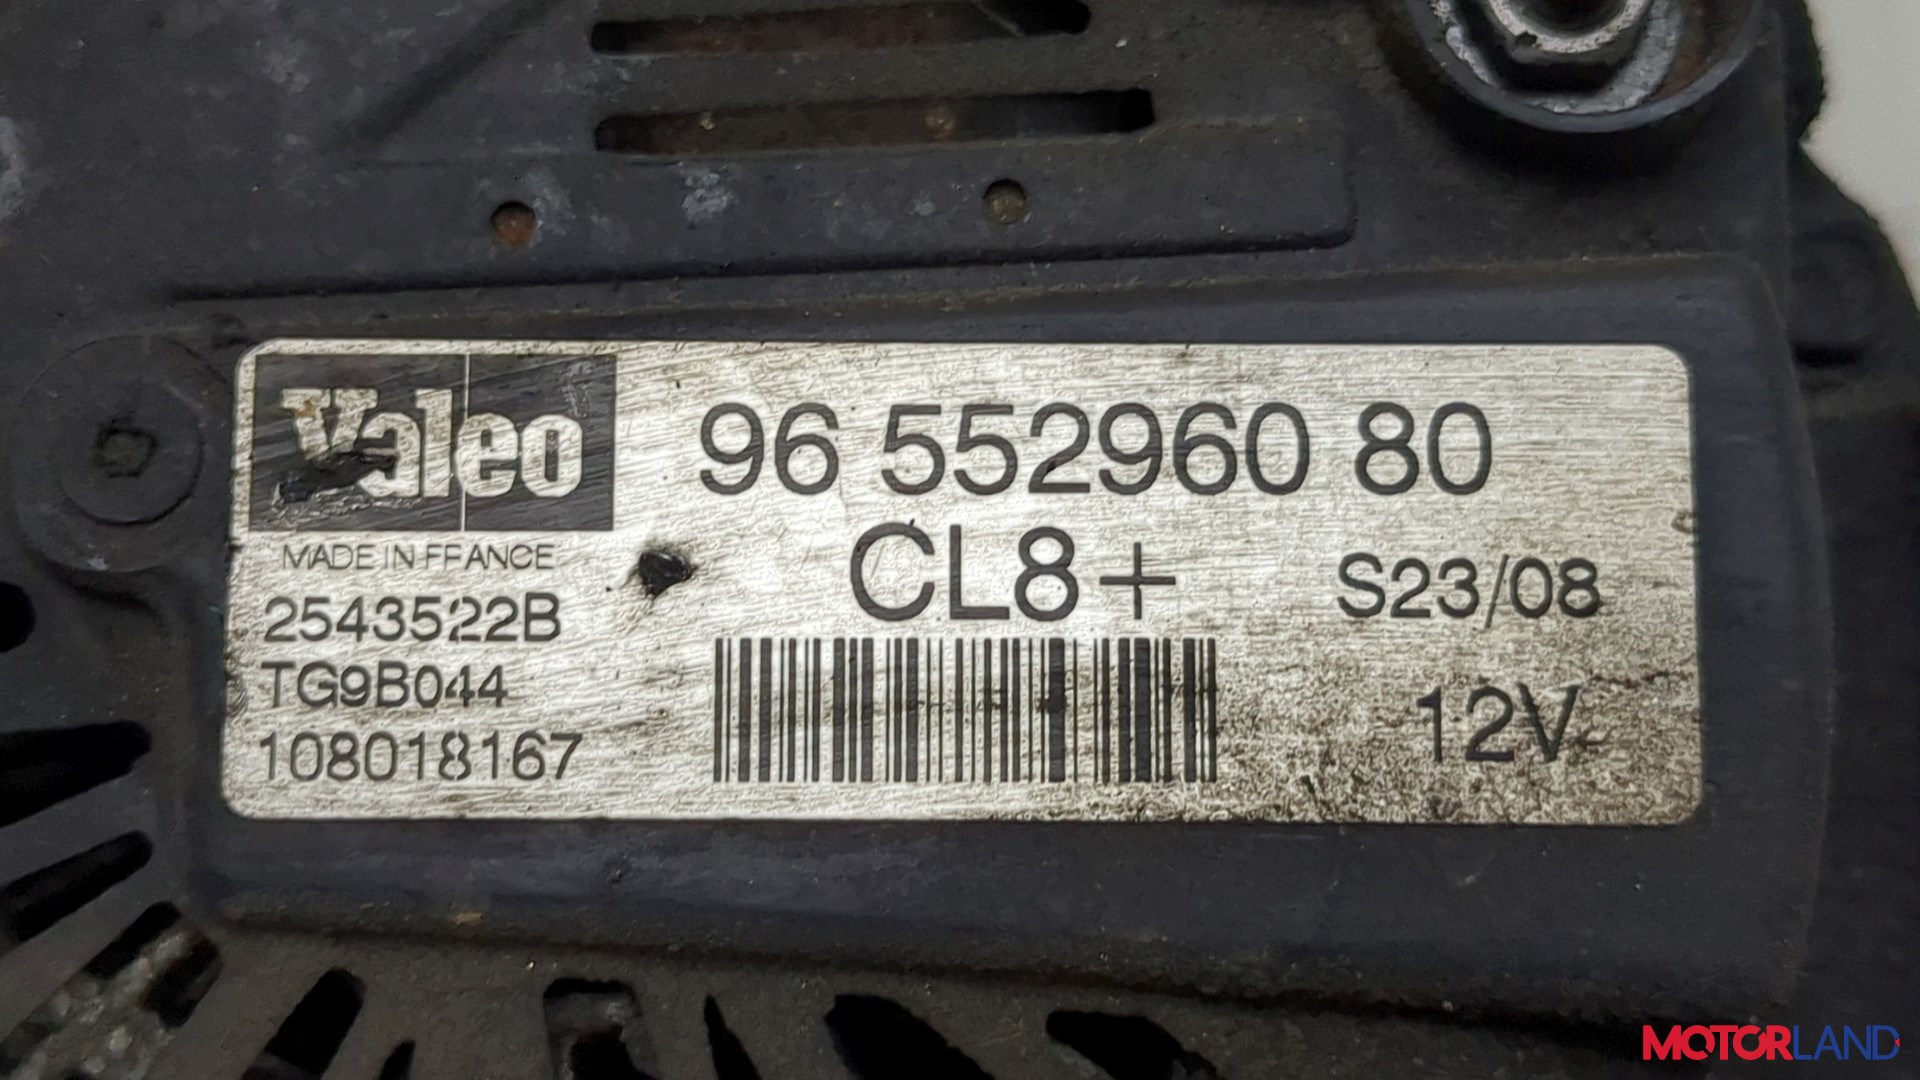 Valeo
MADE IN FRANCE
2543522B
TG9B044
108018167
96 552960 80
CL8+
S23/08
12V
MOTORLAND